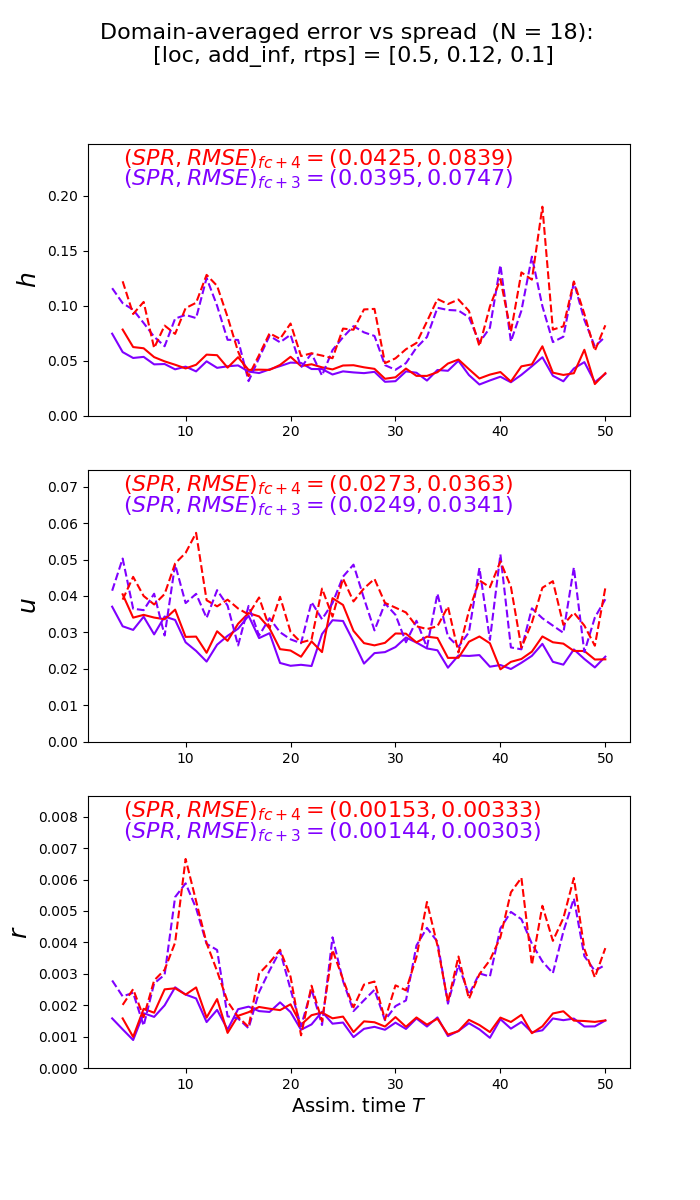 Domain-averaged error vs spread (N = 18):
[loc, add_inf, rtps] = [0.5, 0.12, 0.1]
(SPR, RMSE)fc+4 = (0.0425, 0.0839)
(SPR, RMSE)fc+3 = (0.0395, 0.0747)
0.20
0.15
h
0.10
0.05
0.00
10 20 30 40 50
(SPR, RMSE)fc+4 = (0.0273, 0.0363)
(SPR, RMSE)fc+3 = (0.0249, 0.0341)
0.07
0.06
0.05
0.04
u
0.03
0.02
0.01
0.00
10 20 30 40 50
(SPR, RMSE)fc+4 = (0.00153, 0.00333)
(SPR, RMSE)fc+3 = (0.00144, 0.00303)
0.008
0.007
0.006
0.005
r
0.004
0.003
0.002
0.001
0.000
10 20 30 40 50
Assim. time T